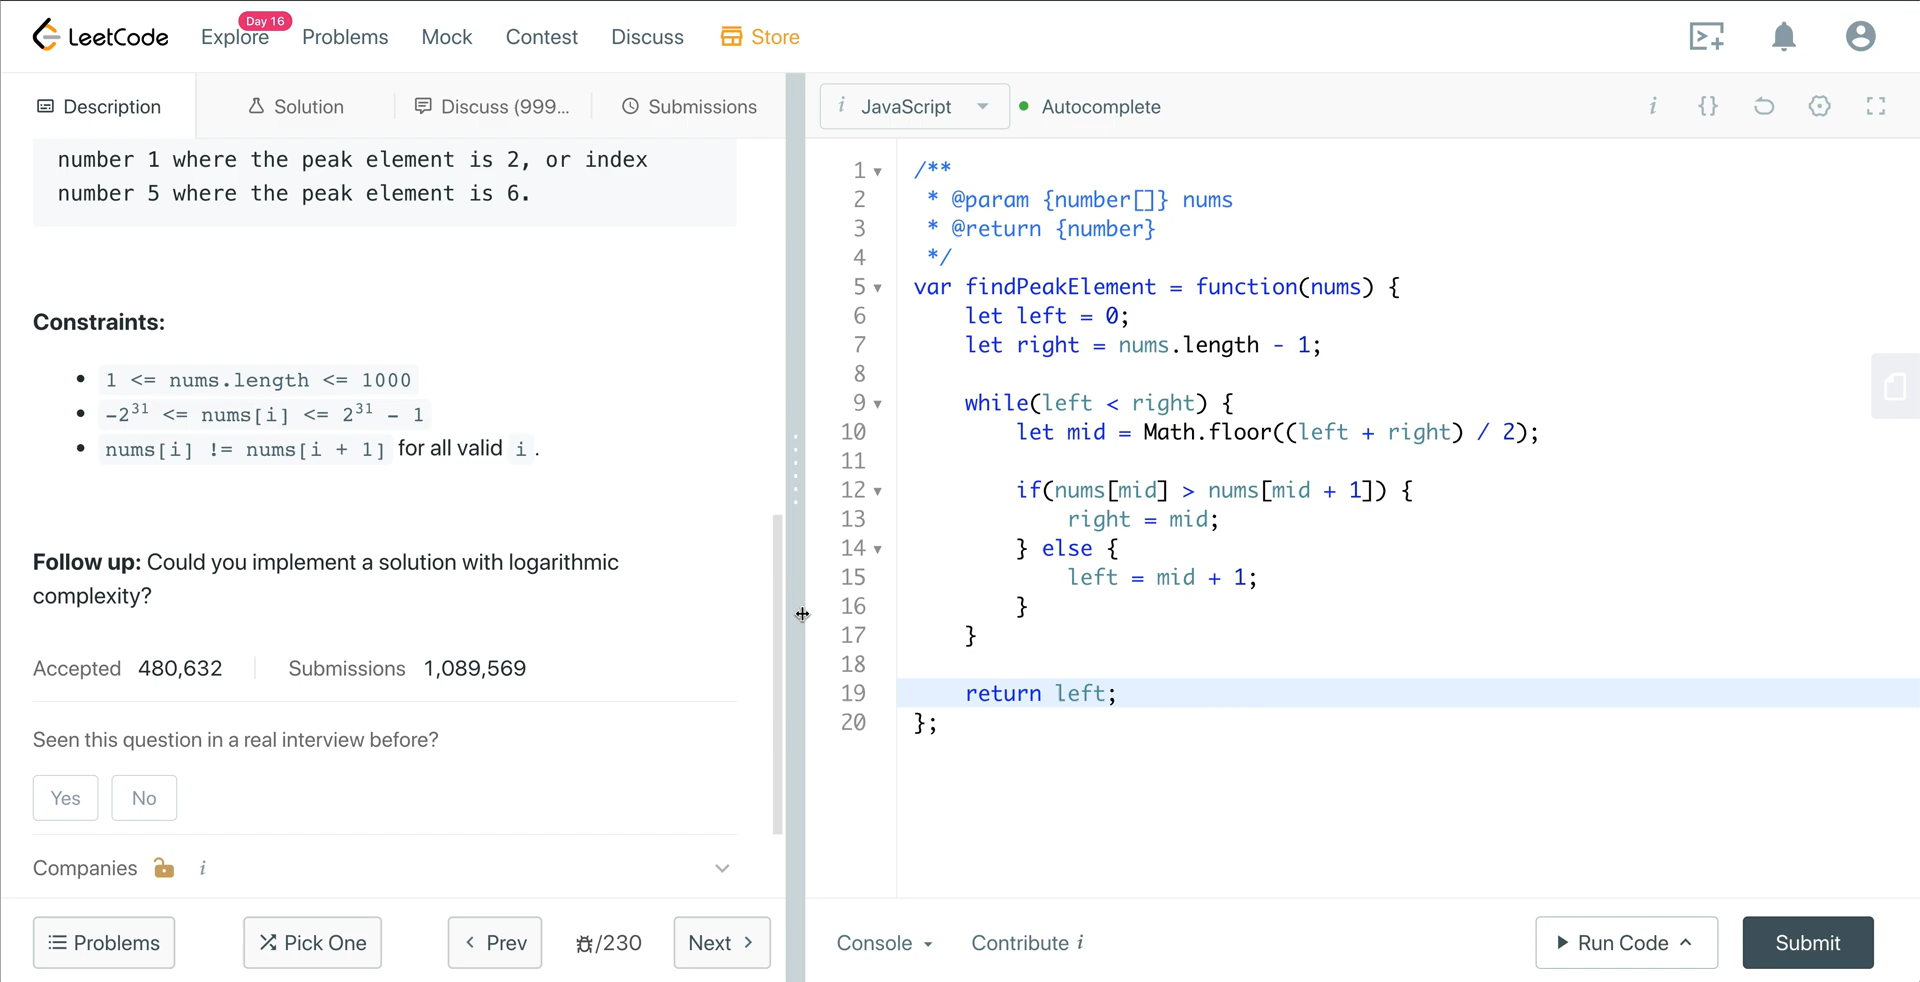 Day 16
LeetCode Explore Problems Mock Contest Discuss Store
Description Solution Discuss (999... Submissions
i JavaScript Autocomplete i {}
number 1 where the peak element is 2, or index
number 5 where the peak element is 6.
Constraints:
• 1 <= nums.length <= 1000
• -2³¹ <= nums[i] <= 2³¹ - 1
• nums[i] != nums[i + 1] for all valid i.
Follow up: Could you implement a solution with logarithmic
complexity?
Accepted 480,632 Submissions 1,089,569
Seen this question in a real interview before?
Yes No
Companies i
Problems Pick One < Prev /230 Next >
1 /**
2  * @param {number[]} nums
3  * @return {number}
4  */
5 var findPeakElement = function(nums) {
6     let left = 0;
7     let right = nums.length - 1;
8
9     while(left < right) {
10         let mid = Math.floor((left + right) / 2);
11
12         if(nums[mid] > nums[mid + 1]) {
13             right = mid;
14         } else {
15             left = mid + 1;
16         }
17     }
18
19     return left;
20 };
Console Contribute i Run Code Submit